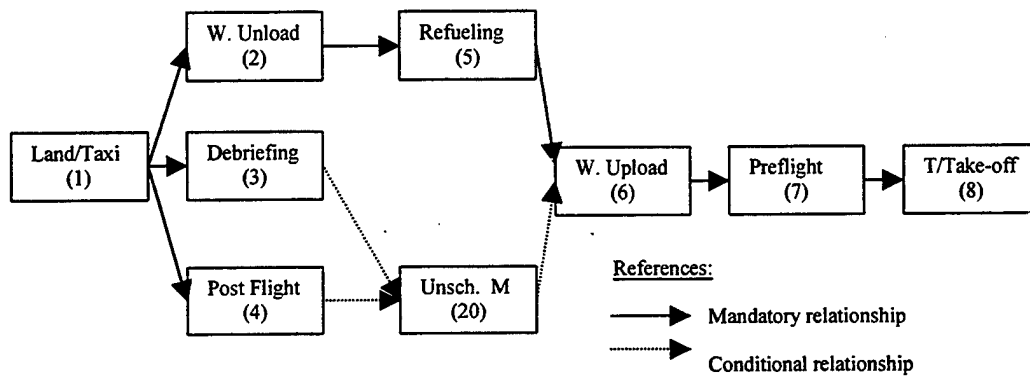 W. Unload
(2)
Refueling
(5)
Land/Taxi
(1)
Debriefing
(3)
W. Upload
(6)
Preflight
(7)
T/Take-off
(8)
Post Flight
(4)
Unsch. M
(20)
References:
Mandatory relationship
Conditional relationship